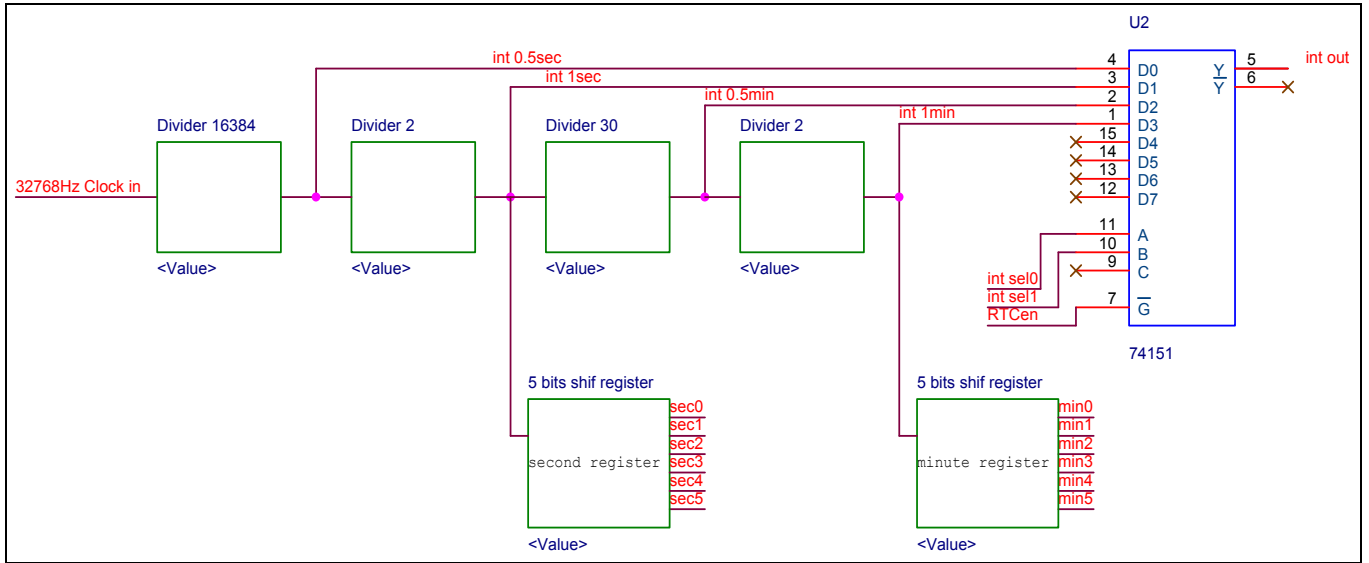 U2
int 0.5sec
4
D0
Y
5
int out
int 1sec
3
D1
Y
6
int 0.5min
2
D2
int 1min
1
D3
Divider 16384
Divider 2
Divider 30
Divider 2
15
D4
14
D5
13
D6
12
D7
32768Hz Clock in
11
A
10
B
9
C
int sel0
int sel1
RTCen
7
G
<Value>
<Value>
<Value>
<Value>
74151
5 bits shif register
5 bits shif register
sec0
sec1
sec2
second register
sec3
sec4
sec5
min0
min1
min2
minute register
min3
min4
min5
<Value>
<Value>